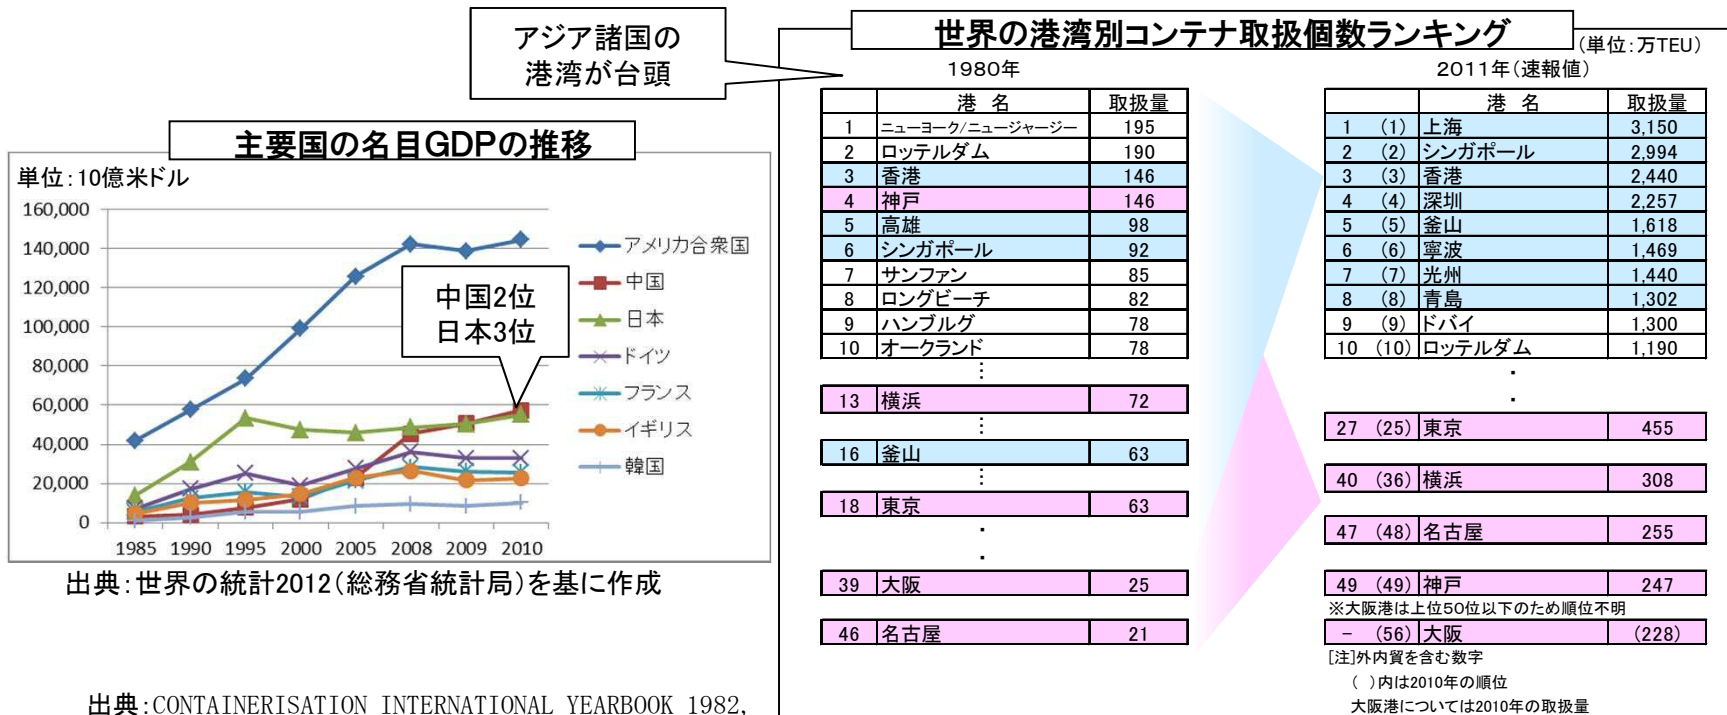 アジア諸国の
港湾が台頭
主要国の名目GDPの推移
単位:10億米ドル
160,000
140,000
120,000
100,000
80,000
60,000
40,000
20,000
0
1985 1990 1995 2000 2005 2008 2009 2010
アメリカ合衆国
中国
日本
ドイツ
フランス
イギリス
韓国
中国2位
日本3位
出典:世界の統計2012(総務省統計局)を基に作成
出典:CONTAINERISATION INTERNATIONAL YEARBOOK 1982,
世界の港湾別コンテナ取扱個数ランキング
(単位:万TEU)
1980年
港 名 取扱量
1 ニューヨーク/ニュージャージー 195
2 ロッテルダム 190
3 香港 146
4 神戸 146
5 高雄 98
6 シンガポール 92
7 サンファン 85
8 ロングビーチ 82
9 ハンブルグ 78
10 オークランド 78
⋮
13 横浜 72
⋮
16 釜山 63
⋮
18 東京 63
・
・
39 大阪 25
46 名古屋 21
2011年(速報値)
港 名 取扱量
1 (1) 上海 3,150
2 (2) シンガポール 2,994
3 (3) 香港 2,440
4 (4) 深圳 2,257
5 (5) 釜山 1,618
6 (6) 寧波 1,469
7 (7) 光州 1,440
8 (8) 青島 1,302
9 (9) ドバイ 1,300
10 (10) ロッテルダム 1,190
・
・
27 (25) 東京 455
40 (36) 横浜 308
47 (48) 名古屋 255
49 (49) 神戸 247
※大阪港は上位50位以下のため順位不明
- (56) 大阪 (228)
[注]外内貿を含む数字
( )内は2010年の順位
大阪港については2010年の取扱量